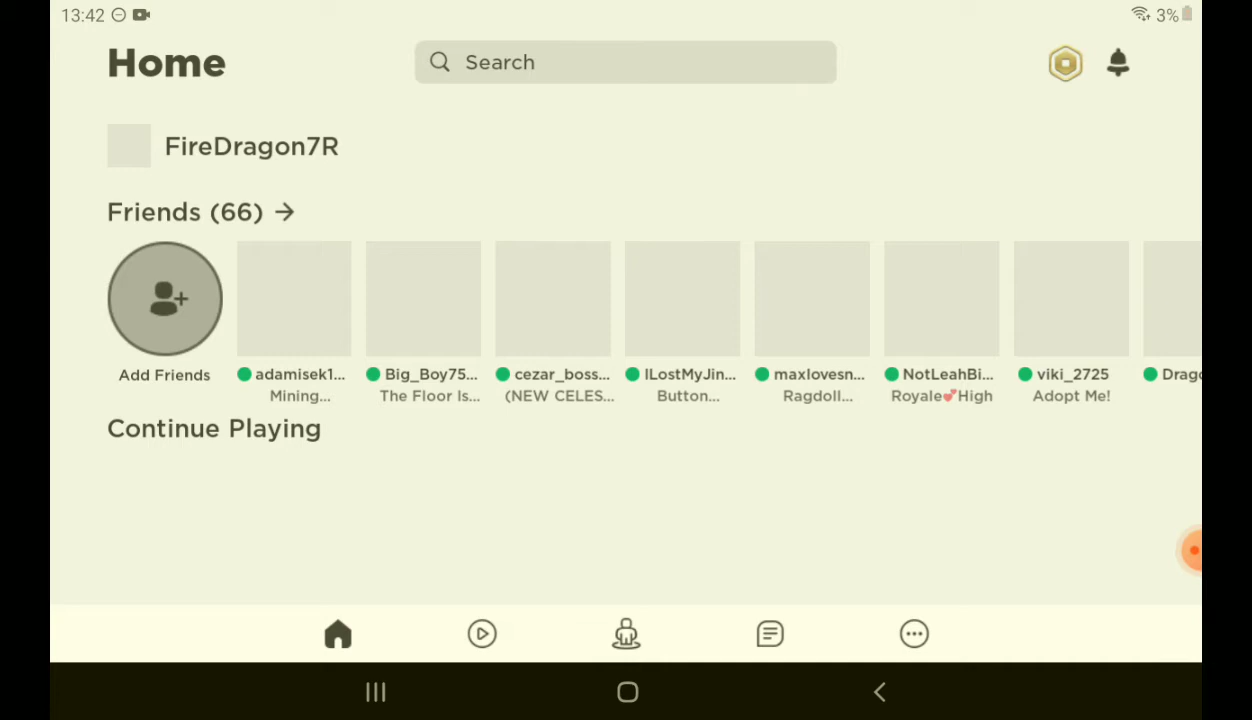 13:42
3%
Home
Search
FireDragon7R
Friends (66)
Add Friends
adamisek1...
Mining...
Big_Boy75...
The Floor Is...
cezar_boss...
(NEW CELES...
ILostMyJin...
Button...
maxlovesn...
Ragdoll...
NotLeahBi...
Royale💕High
viki_2725
Adopt Me!
Drag
Continue Playing